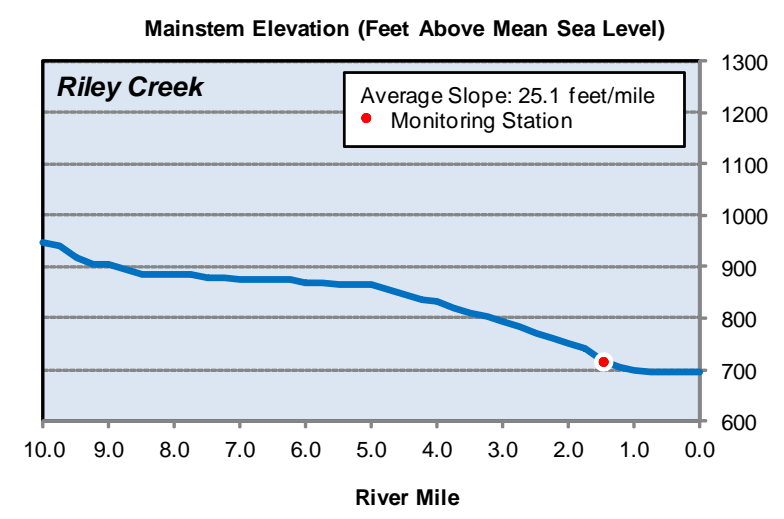 Mainstem Elevation (Feet Above Mean Sea Level)
Riley Creek
Average Slope: 25.1 feet/mile
Monitoring Station
1300
1200
1100
1000
900
800
700
600
10.0 9.0 8.0 7.0 6.0 5.0 4.0 3.0 2.0 1.0 0.0
River Mile